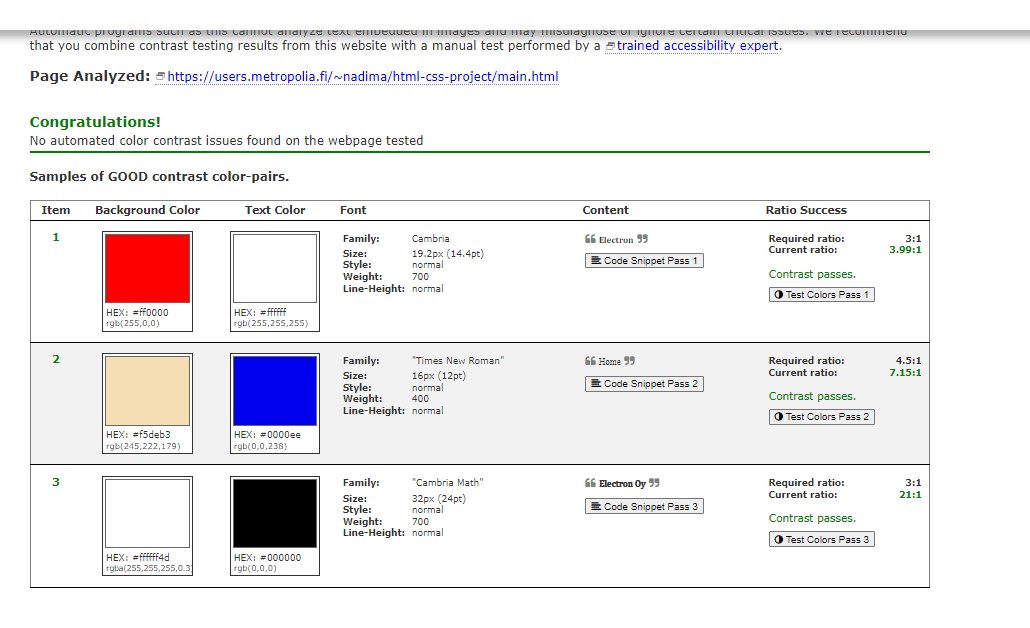 Automatic programs such as this cannot analyze text embedded in images and may misdiagnose or ignore certain critical issues. We recommend
that you combine contrast testing results from this website with a manual test performed by a trained accessibility expert.
Page Analyzed: https://users.metropolia.fi/~nadima/html-css-project/main.html
Congratulations!
No automated color contrast issues found on the webpage tested
Samples of GOOD contrast color-pairs.
Item Background Color Text Color Font Content Ratio Success
1
HEX: #ff0000
rgb(255,0,0)
HEX: #ffffff
rgb(255,255,255)
Family: Cambria
Size: 19.2px (14.4pt)
Style: normal
Weight: 700
Line-Height: normal
❝ Electron ❞
Code Snippet Pass 1
Required ratio: 3:1
Current ratio: 3.99:1
Contrast passes.
Test Colors Pass 1
2
HEX: #f5deb3
rgb(245,222,179)
HEX: #0000ee
rgb(0,0,238)
Family: "Times New Roman"
Size: 16px (12pt)
Style: normal
Weight: 400
Line-Height: normal
❝ Home ❞
Code Snippet Pass 2
Required ratio: 4.5:1
Current ratio: 7.15:1
Contrast passes.
Test Colors Pass 2
3
HEX: #ffffff4d
rgba(255,255,255,0.3
HEX: #000000
rgb(0,0,0)
Family: "Cambria Math"
Size: 32px (24pt)
Style: normal
Weight: 700
Line-Height: normal
❝ Electron Oy ❞
Code Snippet Pass 3
Required ratio: 3:1
Current ratio: 21:1
Contrast passes.
Test Colors Pass 3